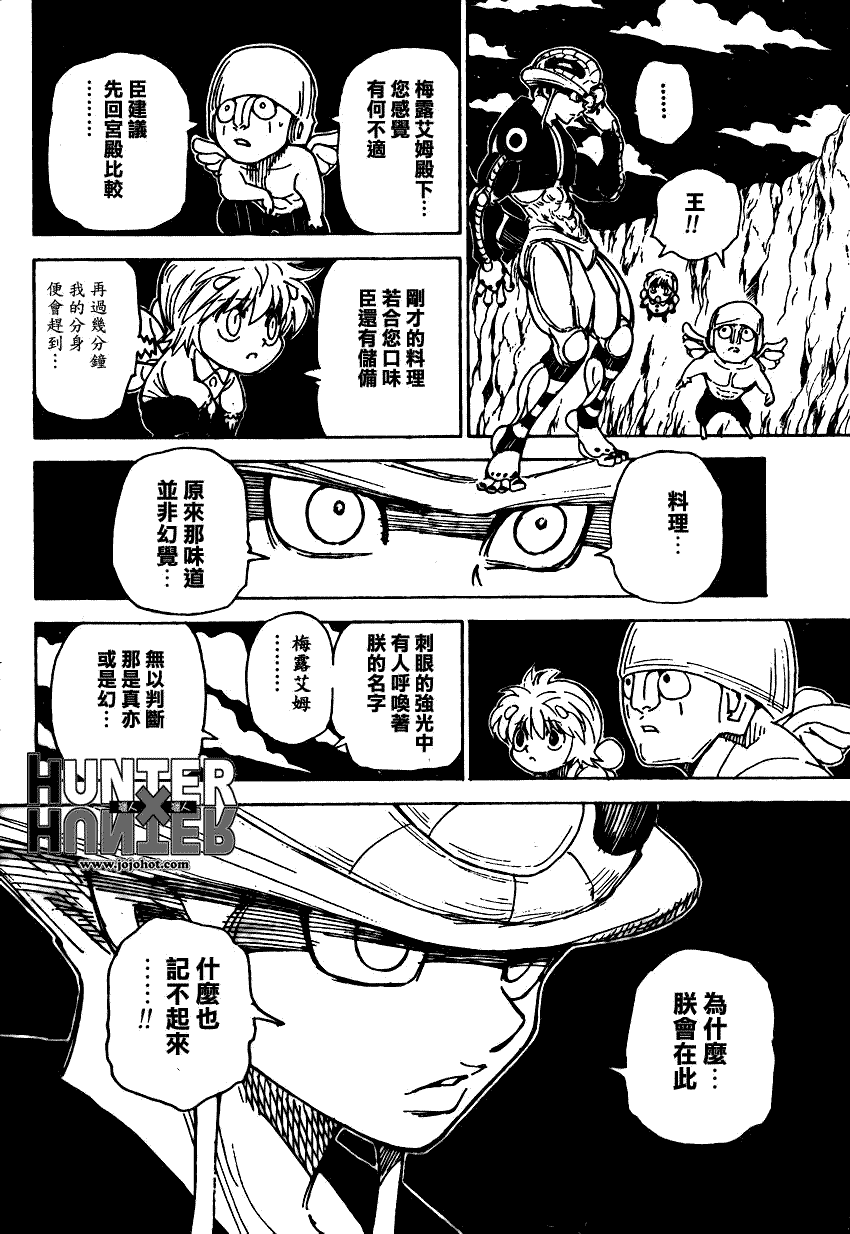 ……
王!!
梅露艾姆殿下…
您感覺
有何不適
臣建議
先回宮殿比較
………
剛才的料理
若合您口味
臣還有儲備
再過幾分鐘
我的分身
便會趕到…
料理…
原來那味道
並非幻覺…
刺眼的強光中
有人呼喚著
朕的名字
梅露艾姆
………
無以判斷
那是真亦
或是幻…
HUNTER
×
獵人
獵人
HUNTER
www.jojohot.com
為什麼…
朕會在此
什麼也
記不起來
……!!